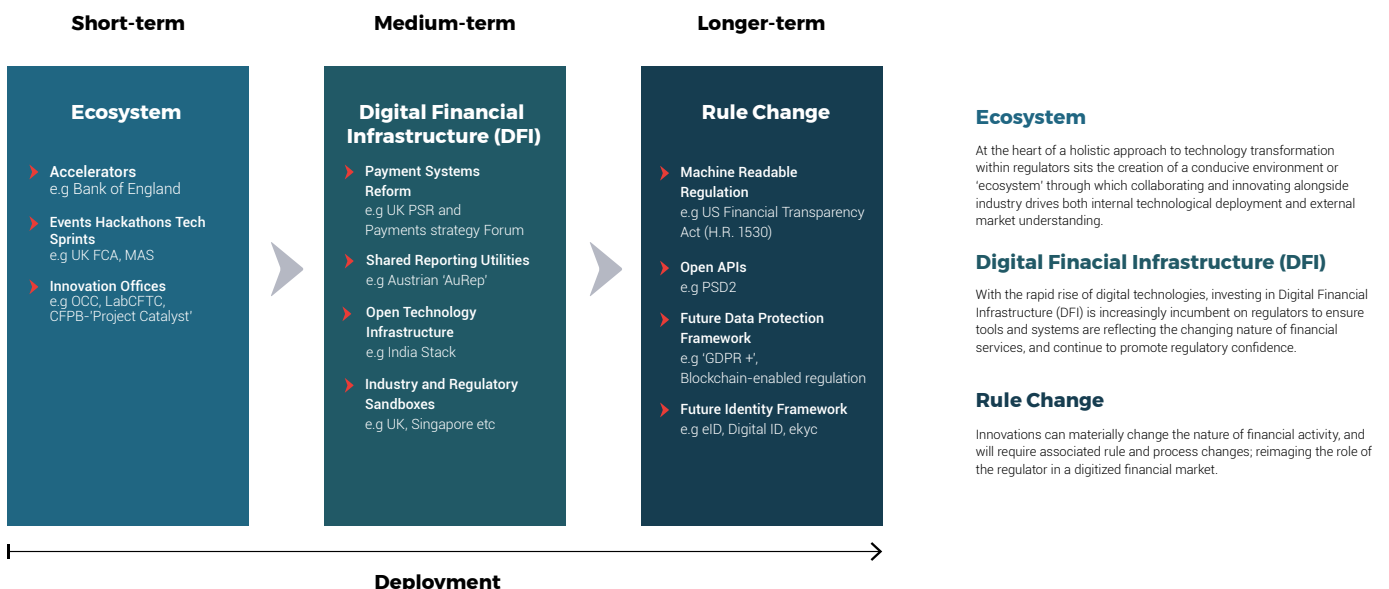 Short-term
Medium-term
Longer-term
Ecosystem
Accelerators
e.g Bank of England
Events Hackathons Tech
Sprints
e.g UK FCA, MAS
Innovation Offices
e.g OCC, LabCFTC,
CFPB-‘Project Catalyst’
Digital Financial
Infrastructure (DFI)
Payment Systems
Reform
e.g UK PSR and
Payments strategy Forum
Shared Reporting Utilities
e.g Austrian ‘AuRep’
Open Technology
Infrastructure
e.g India Stack
Industry and Regulatory
Sandboxes
e.g UK, Singapore etc
Rule Change
Machine Readable
Regulation
e.g US Financial Transparency
Act (H.R. 1530)
Open APIs
e.g PSD2
Future Data Protection
Framework
e.g ‘GDPR +’,
Blockchain-enabled regulation
Future Identity Framework
e.g eID, Digital ID, ekyc
Deployment
Ecosystem
At the heart of a holistic approach to technology transformation
within regulators sits the creation of a conducive environment or
‘ecosystem’ through which collaborating and innovating alongside
industry drives both internal technological deployment and external
market understanding.
Digital Finacial Infrastructure (DFI)
With the rapid rise of digital technologies, investing in Digital Financial
Infrastructure (DFI) is increasingly incumbent on regulators to ensure
tools and systems are reflecting the changing nature of financial
services, and continue to promote regulatory confidence.
Rule Change
Innovations can materially change the nature of financial activity, and
will require associated rule and process changes; reimaging the role of
the regulator in a digitized financial market.